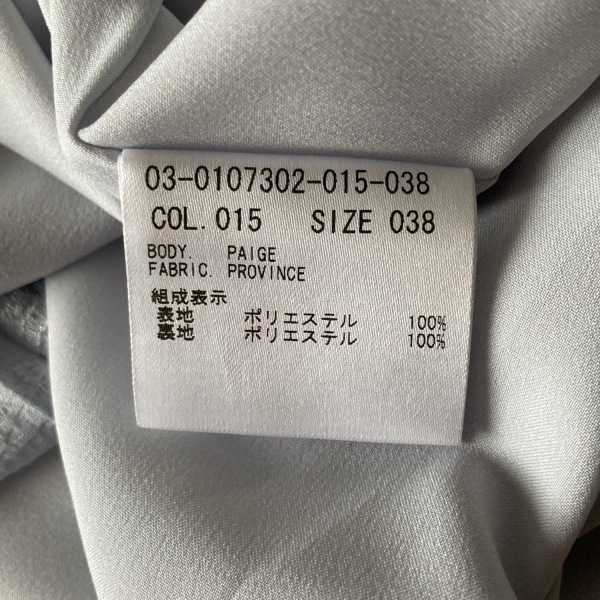 03-0107302-015-038
COL. 015 SIZE 038
BODY. PAIGE
FABRIC. PROVINCE
組成表示
表地 ポリエステル 100%
裏地 ポリエステル 100%